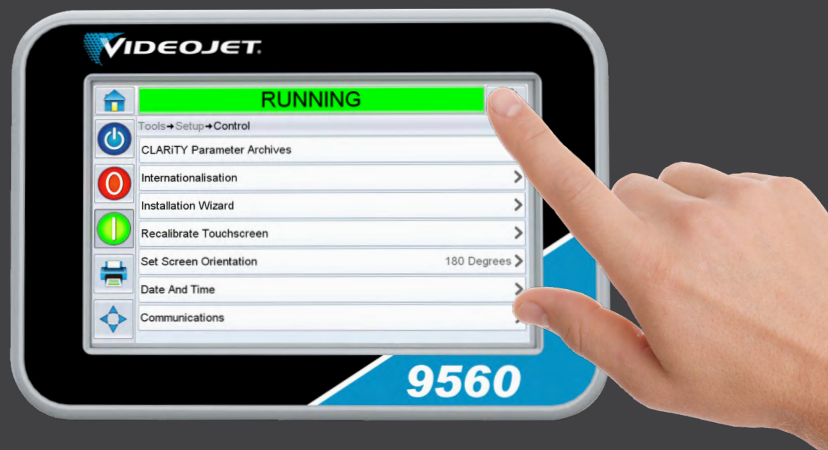 VIDEOJET.
RUNNING
Tools→Setup→Control
CLARiTY Parameter Archives
Internationalisation
Installation Wizard
Recalibrate Touchscreen
Set Screen Orientation 180 Degrees
Date And Time
Communications
9560